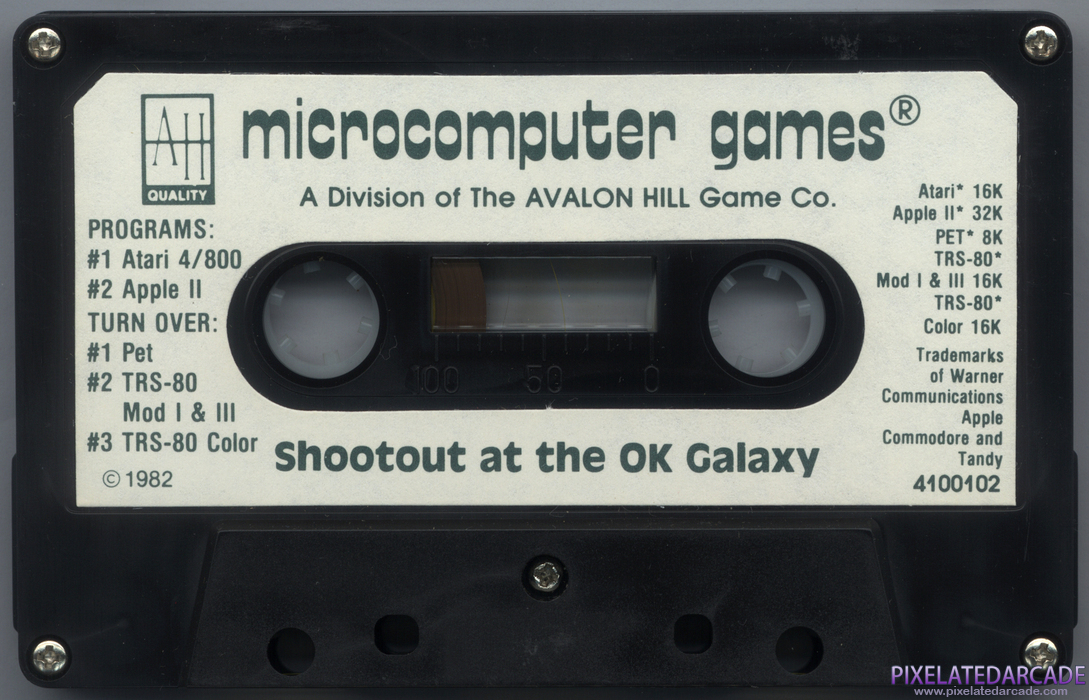 AH
QUALITY
microcomputer games®
A Division of The AVALON HILL Game Co.
PROGRAMS:
#1 Atari 4/800
#2 Apple II
TURN OVER:
#1 Pet
#2 TRS-80
Mod I & III
#3 TRS-80 Color
© 1982
100 50 0
Shootout at the OK Galaxy
Atari* 16K
Apple II* 32K
PET* 8K
TRS-80*
Mod I & III 16K
TRS-80*
Color 16K
Trademarks
of Warner
Communications
Apple
Commodore and
Tandy
4100102
PIXELATEDARCADE
www.pixelatedarcade.com